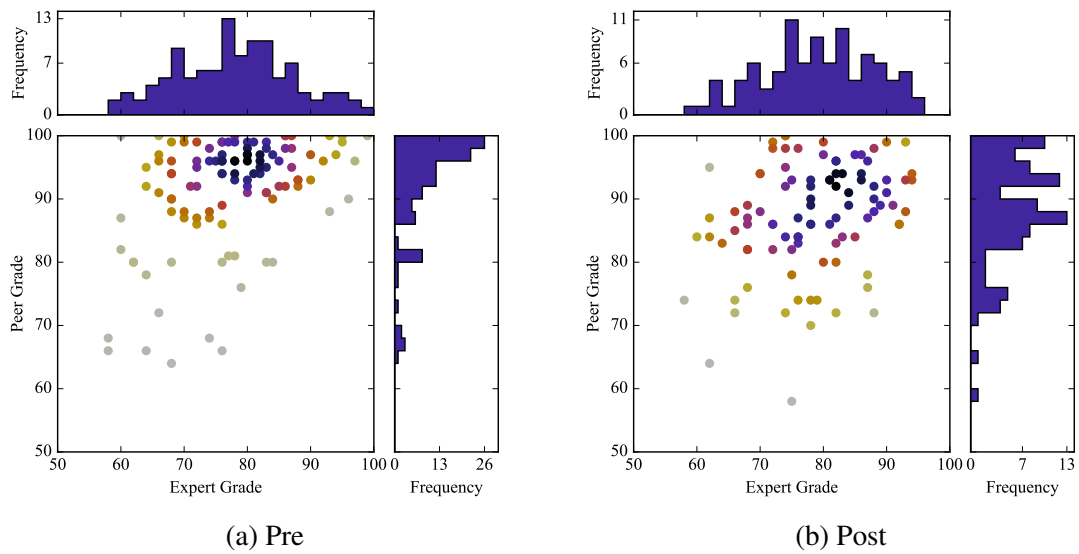 13
7
0
Frequency
100
90
80
70
60
50
Peer Grade
50 60 70 80 90 100
Expert Grade
0 13 26
Frequency
(a) Pre
11
6
0
Frequency
100
90
80
70
60
50
Peer Grade
50 60 70 80 90 100
Expert Grade
0 7 13
Frequency
(b) Post